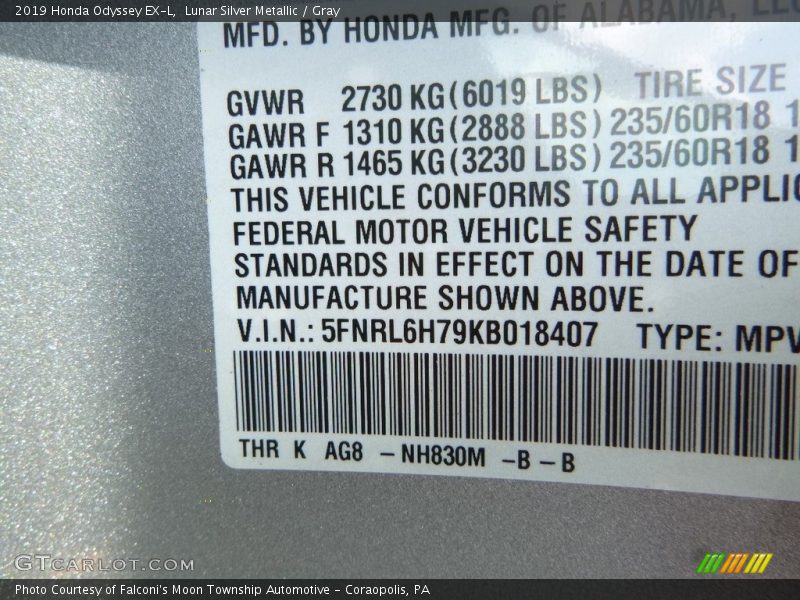 2019 Honda Odyssey EX-L, Lunar Silver Metallic / Gray
MFD. BY HONDA MFG. OF ALABAMA, LLC
GVWR 2730 KG (6019 LBS) TIRE SIZE
GAWR F 1310 KG (2888 LBS) 235/60R18 1
GAWR R 1465 KG (3230 LBS) 235/60R18 1
THIS VEHICLE CONFORMS TO ALL APPLIC
FEDERAL MOTOR VEHICLE SAFETY
STANDARDS IN EFFECT ON THE DATE OF
MANUFACTURE SHOWN ABOVE.
V.I.N.: 5FNRL6H79KB018407 TYPE: MPV
THR K AG8 - NH830M - B - B
GTCARLOT.COM
Photo Courtesy of Falconi's Moon Township Automotive - Coraopolis, PA